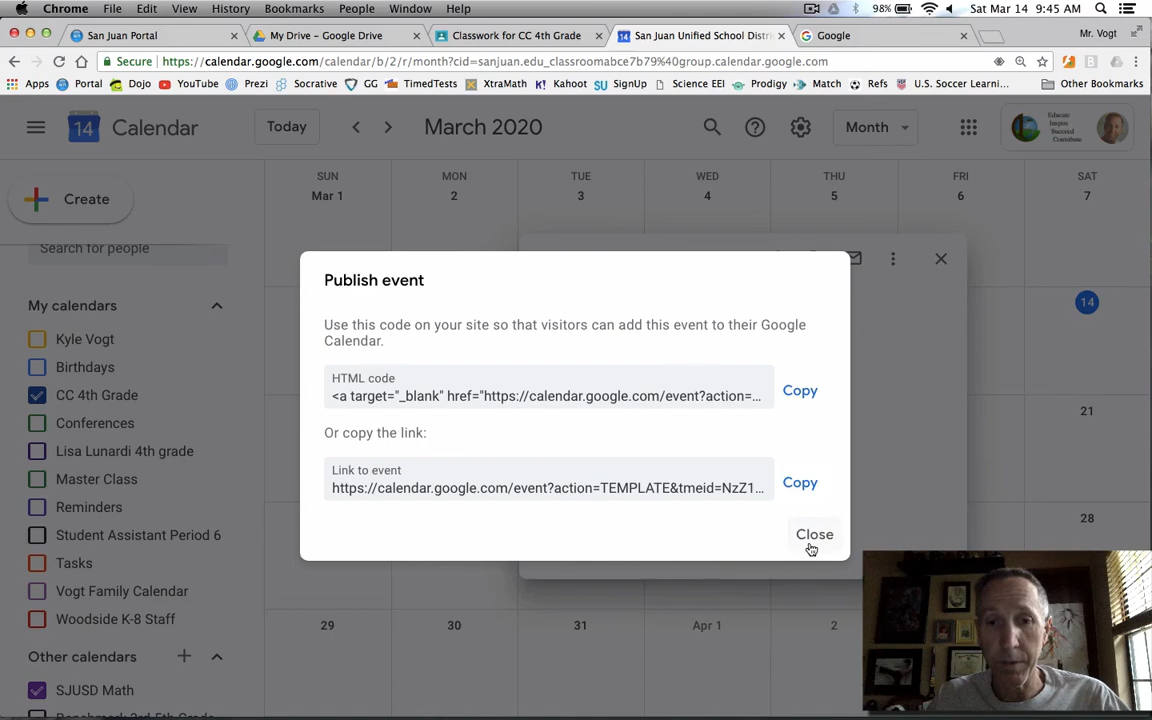 Chrome File Edit View History Bookmarks People Window Help 98% Sat Mar 14 9:45 AM
San Juan Portal My Drive - Google Drive Classwork for CC 4th Grade San Juan Unified School Distri Google Mr. Vogt
Secure https://calendar.google.com/calendar/b/2/r/month?cid=sanjuan.edu_classroomabce7b79%40group.calendar.google.com
Apps Portal Dojo YouTube Prezi Socrative GG TimedTests XtraMath Kahoot SignUp Science EEI Prodigy Match Refs U.S. Soccer Learni... Other Bookmarks
14 Calendar Today March 2020 Month Educate Inspire Succeed Contribute
Create
SUN MON TUE WED THU FRI SAT
Mar 1 2 3 4 5 6 7
Search for people
My calendars
Kyle Vogt
Birthdays
CC 4th Grade
Conferences
Lisa Lunardi 4th grade
Master Class
Reminders
Student Assistant Period 6
Tasks
Vogt Family Calendar
Woodside K-8 Staff
Other calendars
SJUSD Math
Publish event
Use this code on your site so that visitors can add this event to their Google
Calendar.
HTML code
<a target="_blank" href="https://calendar.google.com/event?action=...
Copy
Or copy the link:
Link to event
https://calendar.google.com/event?action=TEMPLATE&tmeid=NzZ1...
Copy
Close
14
21
28
29 30 31 Apr 1 2